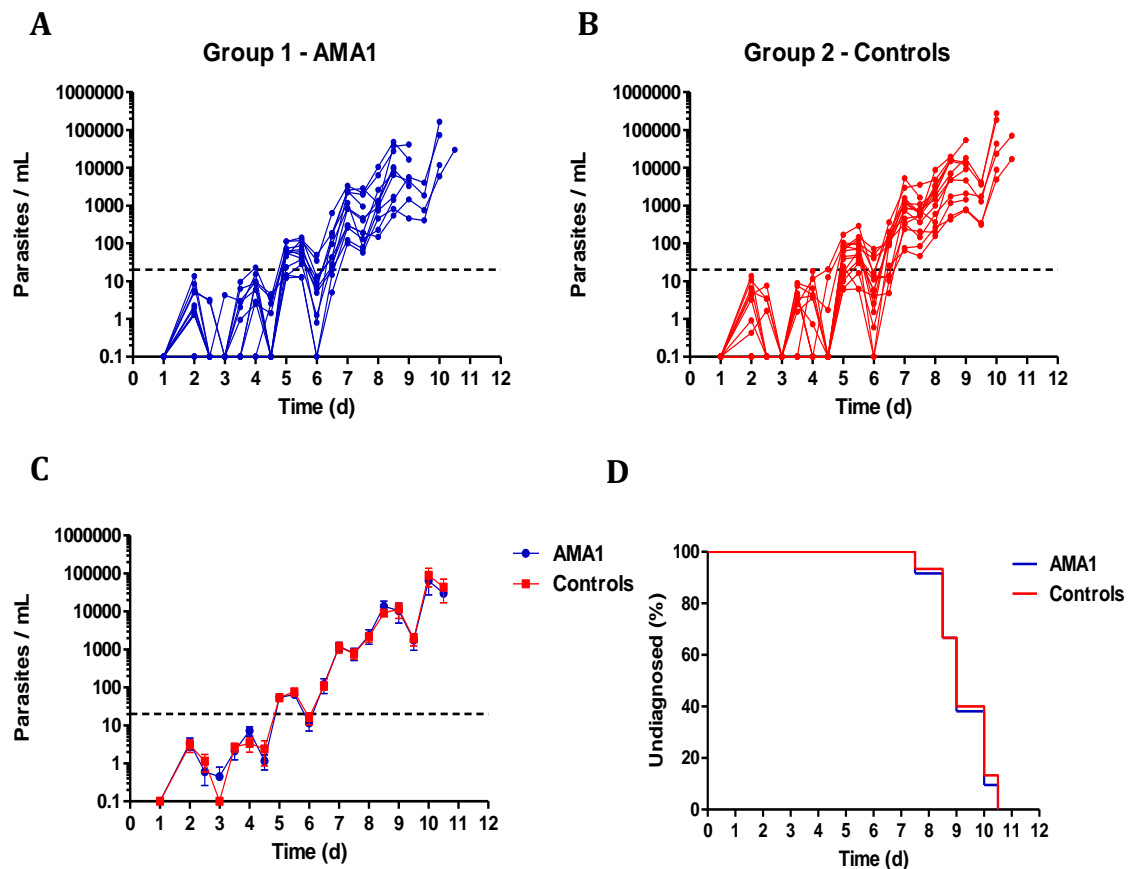 A
Group 1 - AMA1
1000000
100000
10000
1000
100
10
1
0.1
Parasites / mL
0 1 2 3 4 5 6 7 8 9 10 11 12
Time (d)
B
Group 2 - Controls
1000000
100000
10000
1000
100
10
1
0.1
Parasites / mL
0 1 2 3 4 5 6 7 8 9 10 11 12
Time (d)
C
1000000
100000
10000
1000
100
10
1
0.1
Parasites / mL
0 1 2 3 4 5 6 7 8 9 10 11 12
Time (d)
AMA1
Controls
D
100
80
60
40
20
0
Undiagnosed (%)
0 1 2 3 4 5 6 7 8 9 10 11 12
Time (d)
AMA1
Controls